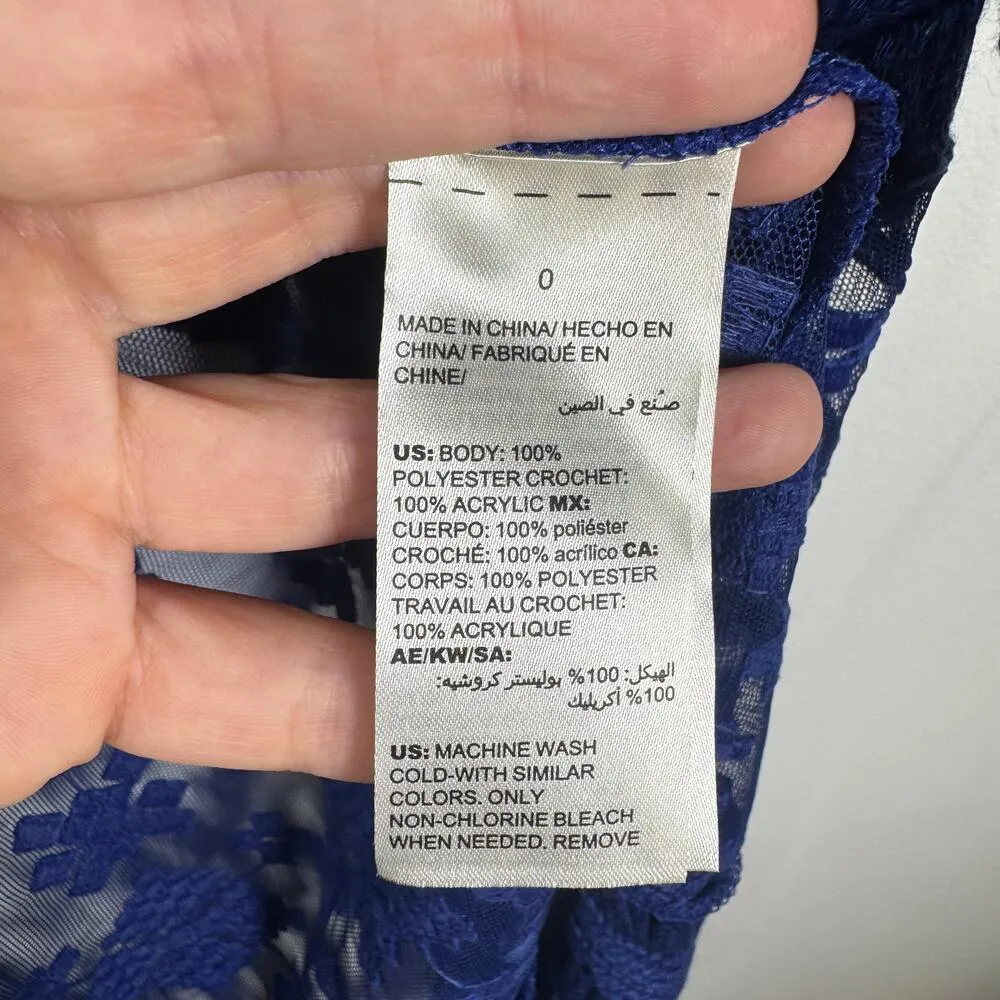 0
MADE IN CHINA/ HECHO EN
CHINA/ FABRIQUÉ EN
CHINE/
صُنع في الصين
US: BODY: 100%
POLYESTER CROCHET:
100% ACRYLIC MX:
CUERPO: 100% poliéster
CROCHÉ: 100% acrílico CA:
CORPS: 100% POLYESTER
TRAVAIL AU CROCHET:
100% ACRYLIQUE
AE/KW/SA:
الهيكل: 100% بوليستر كروشيه:
100% أكريليك
US: MACHINE WASH
COLD-WITH SIMILAR
COLORS. ONLY
NON-CHLORINE BLEACH
WHEN NEEDED. REMOVE